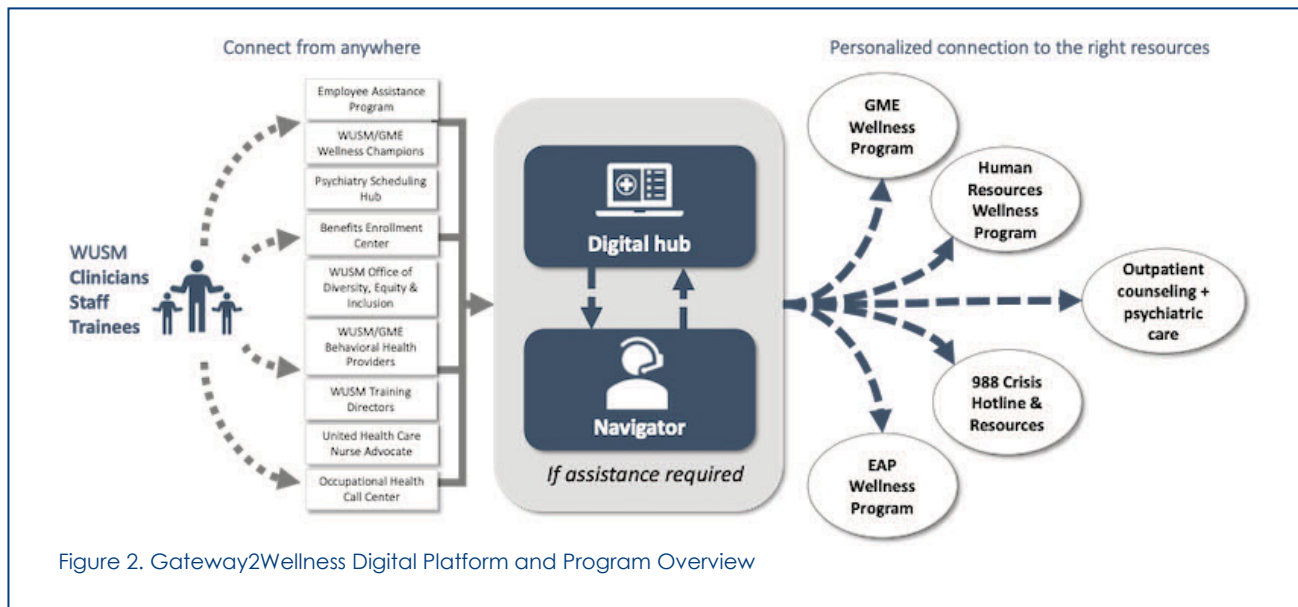 Connect from anywhere
Personalized connection to the right resources
WUSM
Clinicians
Staff
Trainees
Employee Assistance
Program
WUSM/GME
Wellness Champions
Psychiatry Scheduling
Hub
Benefits Enrollment
Center
WUSM Office of
Diversity, Equity &
Inclusion
WUSM/GME
Behavioral Health
Providers
WUSM Training
Directors
United Health Care
Nurse Advocate
Occupational Health
Call Center
Digital hub
Navigator
If assistance required
GME
Wellness
Program
Human
Resources
Wellness
Program
Outpatient
counseling +
psychiatric
care
988 Crisis
Hotline &
Resources
EAP
Wellness
Program
Figure 2. Gateway2Wellness Digital Platform and Program Overview